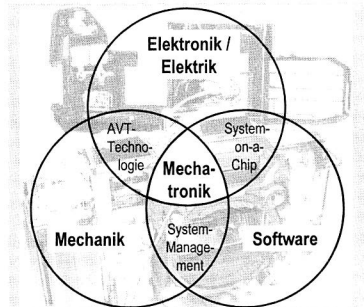 Elektronik /
Elektrik
AVT-
Techno-
logie
System-
on-a-
Chip
Mecha-
tronik
Mechanik
System-
Manage-
ment
Software